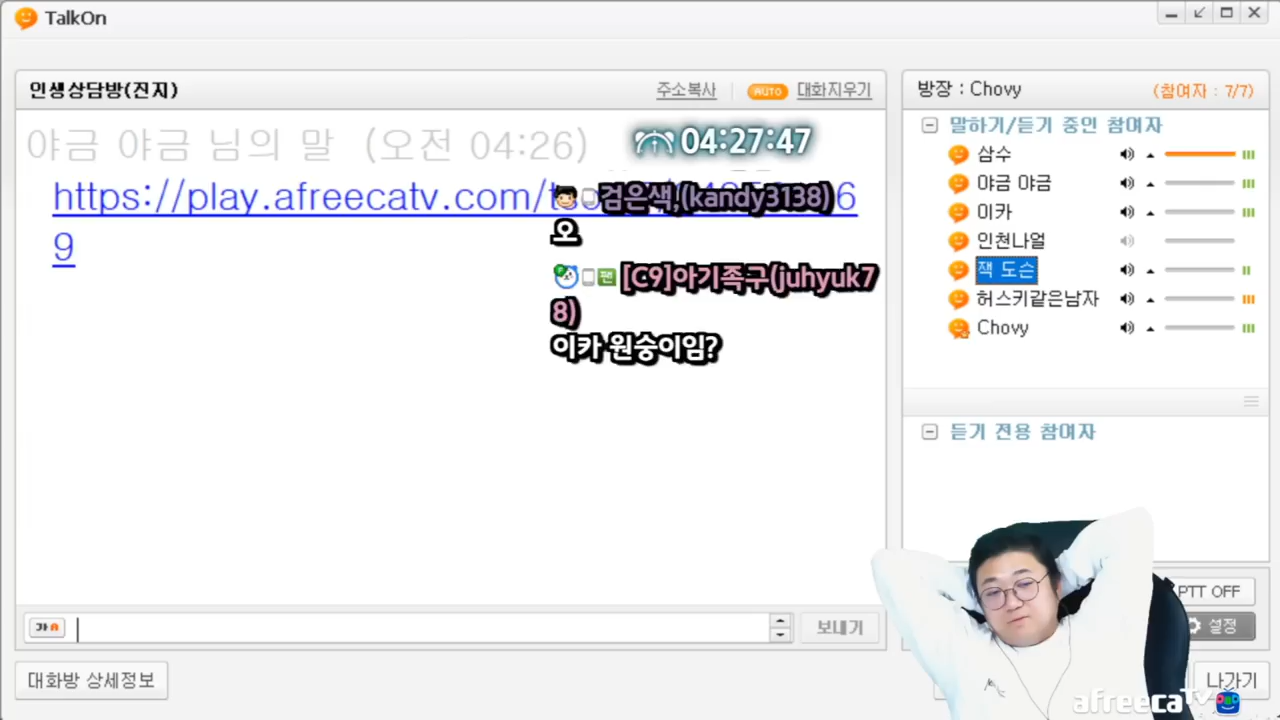 TalkOn
인생상담방(진지)
주소복사
AUTO
대화지우기
야금 야금 님의 말 (오전 04:26)
04:27:47
https://play.afreecatv.com/
6
9
검은색,(kandy3138)
오
팬 [C9]아기족구(juhyuk7
8)
이카 원숭이임?
가A
보내기
대화방 상세정보
방장 : Chovy
(참여자 : 7/7)
말하기/듣기 중인 참여자
삼수
야금 야금
이카
인천나얼
잭 도슨
허스키같은남자
Chovy
듣기 전용 참여자
PTT OFF
설정
나가기
afreecaTV